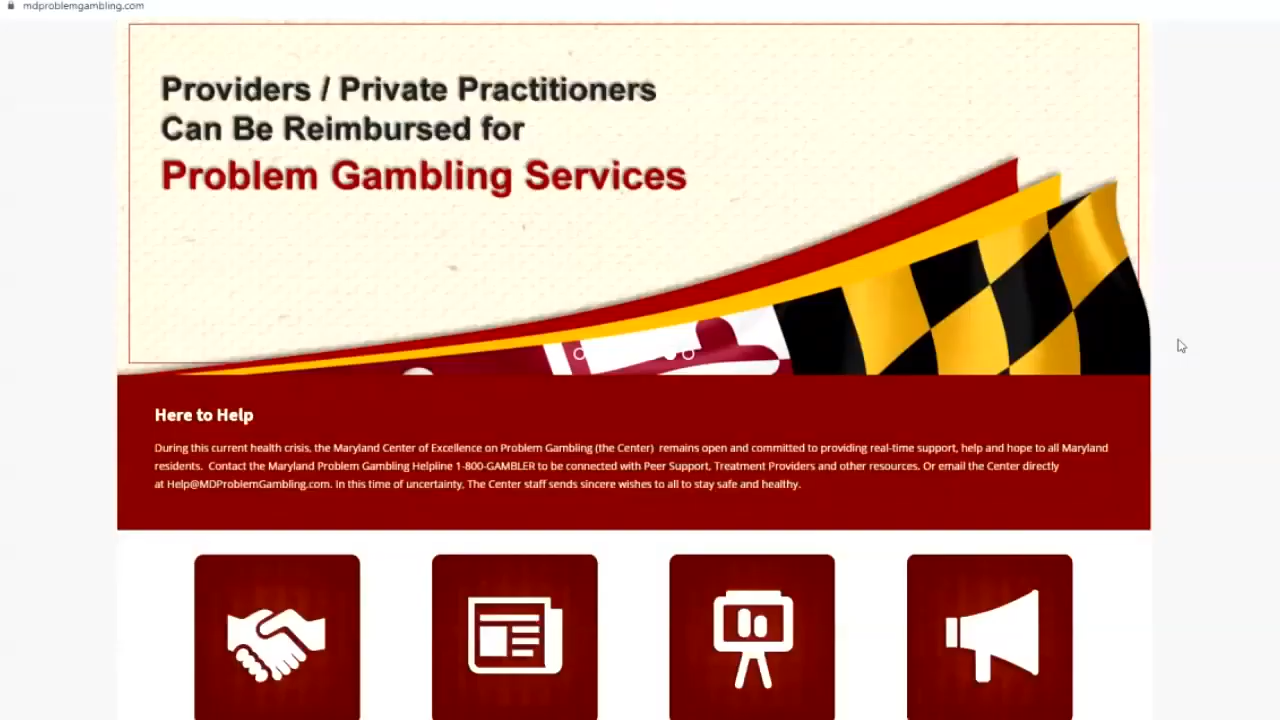 mdproblemgambling.com
Providers / Private Practitioners
Can Be Reimbursed for
Problem Gambling Services
Here to Help
During this current health crisis, the Maryland Center of Excellence on Problem Gambling (the Center) remains open and committed to providing real-time support, help and hope to all Maryland
residents. Contact the Maryland Problem Gambling Helpline 1-800-GAMBLER to be connected with Peer Support, Treatment Providers and other resources. Or email the Center directly
at Help@MDProblemGambling.com. In this time of uncertainty, The Center staff sends sincere wishes to all to stay safe and healthy.